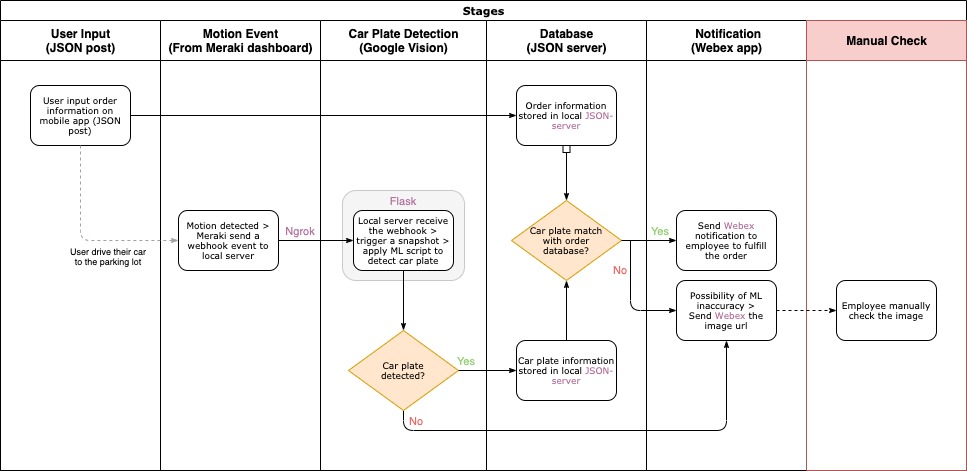 Stages
User Input
(JSON post)
Motion Event
(From Meraki dashboard)
Car Plate Detection
(Google Vision)
Database
(JSON server)
Notification
(Webex app)
Manual Check
User input order
information on
mobile app (JSON
post)
Order information
stored in local JSON-
server
User drive their car
to the parking lot
Motion detected >
Meraki send a
webhook event to
local server
Ngrok
Flask
Local server receive
the webhook >
trigger a snapshot >
apply ML script to
detect car plate
Car plate match
with order
database?
Yes
No
Send Webex
notification to
employee to fulfill
the order
Possibility of ML
inaccuracy >
Send Webex the
image url
Employee manually
check the image
Car plate
detected?
Yes
No
Car plate information
stored in local JSON-
server